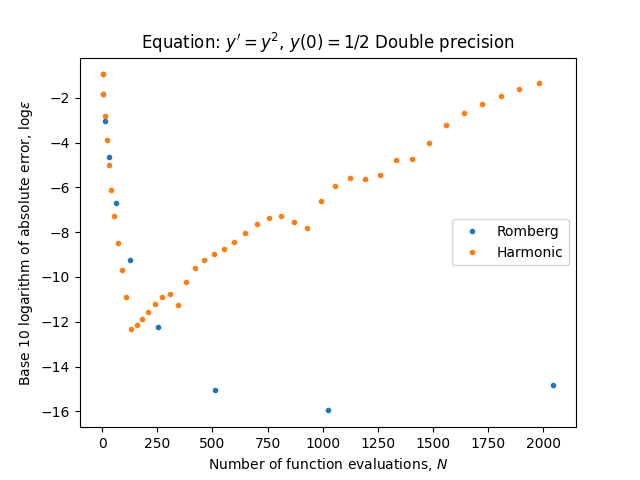 Equation: y′ = y², y(0) = 1/2 Double precision
Base 10 logarithm of absolute error, logε
−2
−4
−6
−8
−10
−12
−14
−16
Romberg
Harmonic
0 250 500 750 1000 1250 1500 1750 2000
Number of function evaluations, N